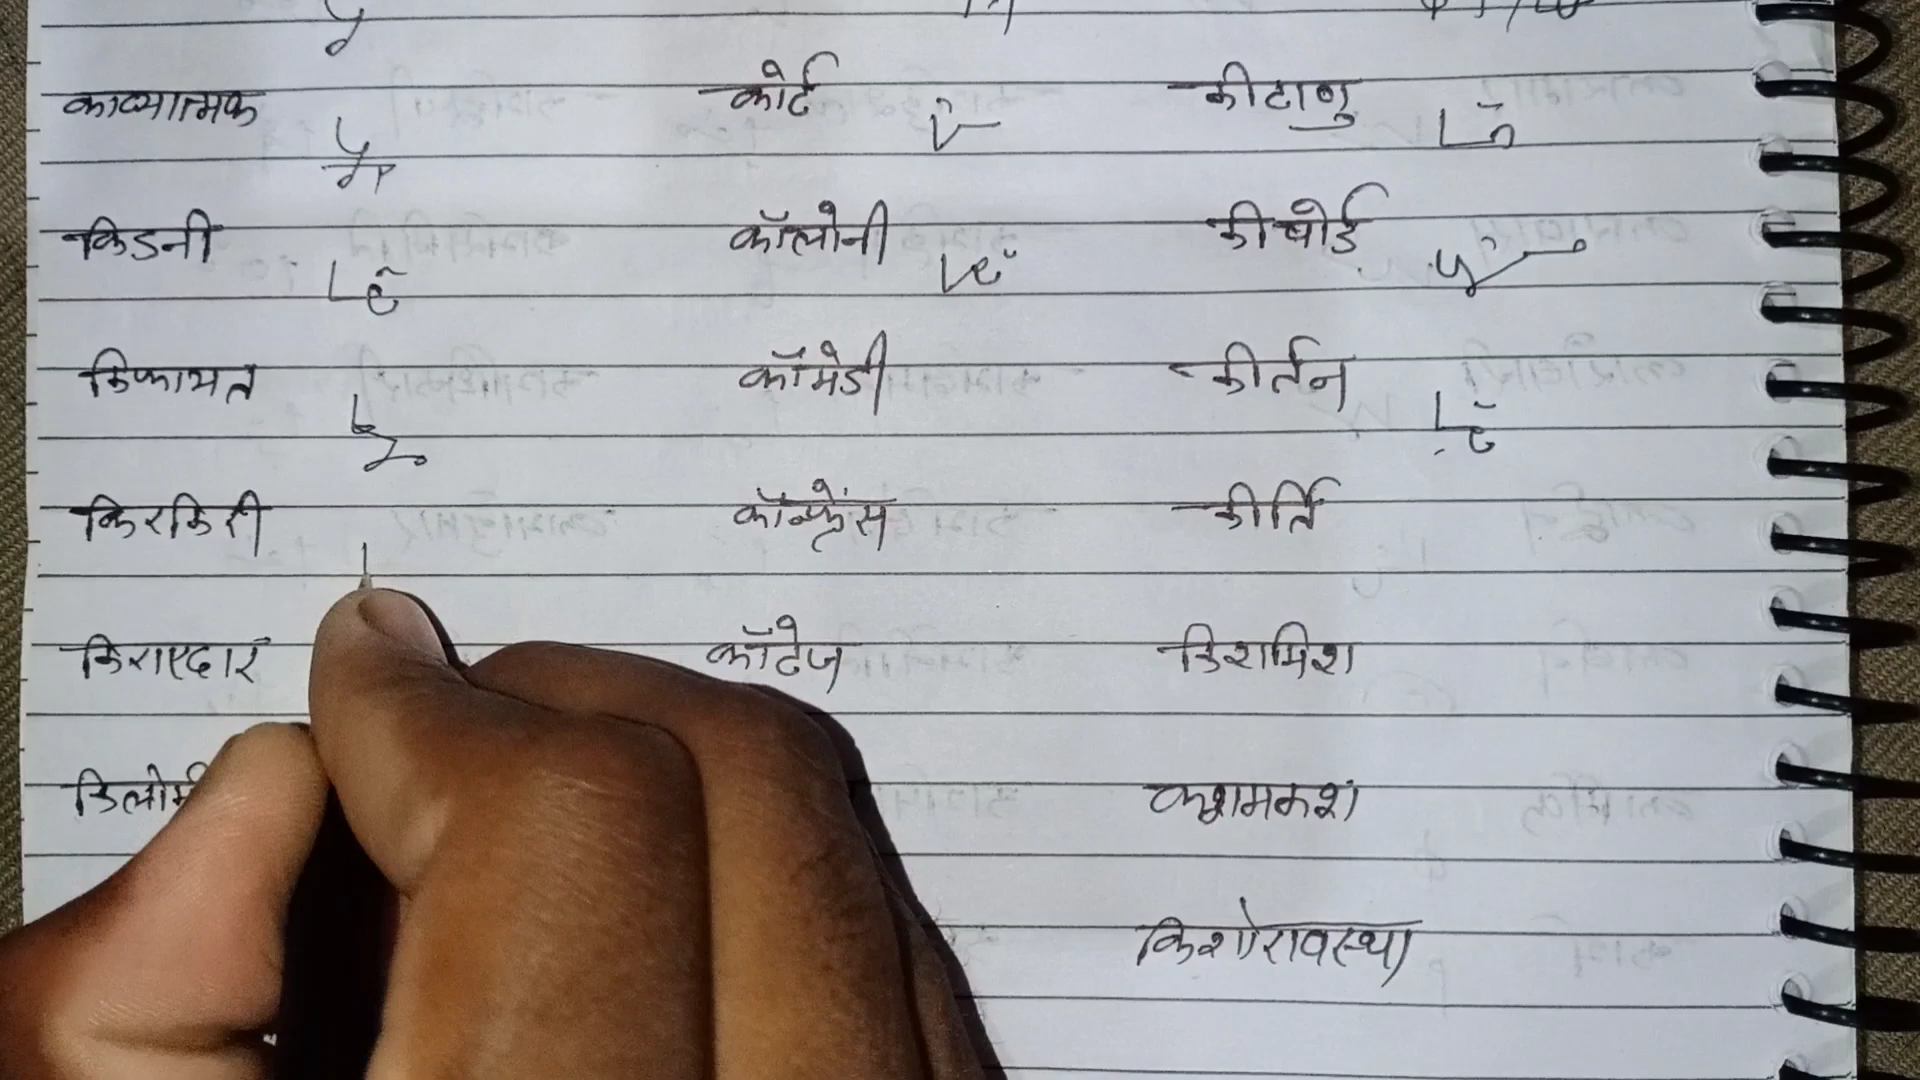 काव्यात्मक कोर्ट कीटाणु
किडनी कॉलोनी कीबोर्ड
किफायत कॉमेडी कीर्तन
किरकिरी कॉन्फ्रेंस कीर्ति
किराएदार कॉटेज किशमिश
कशमकश
किशोरावस्था